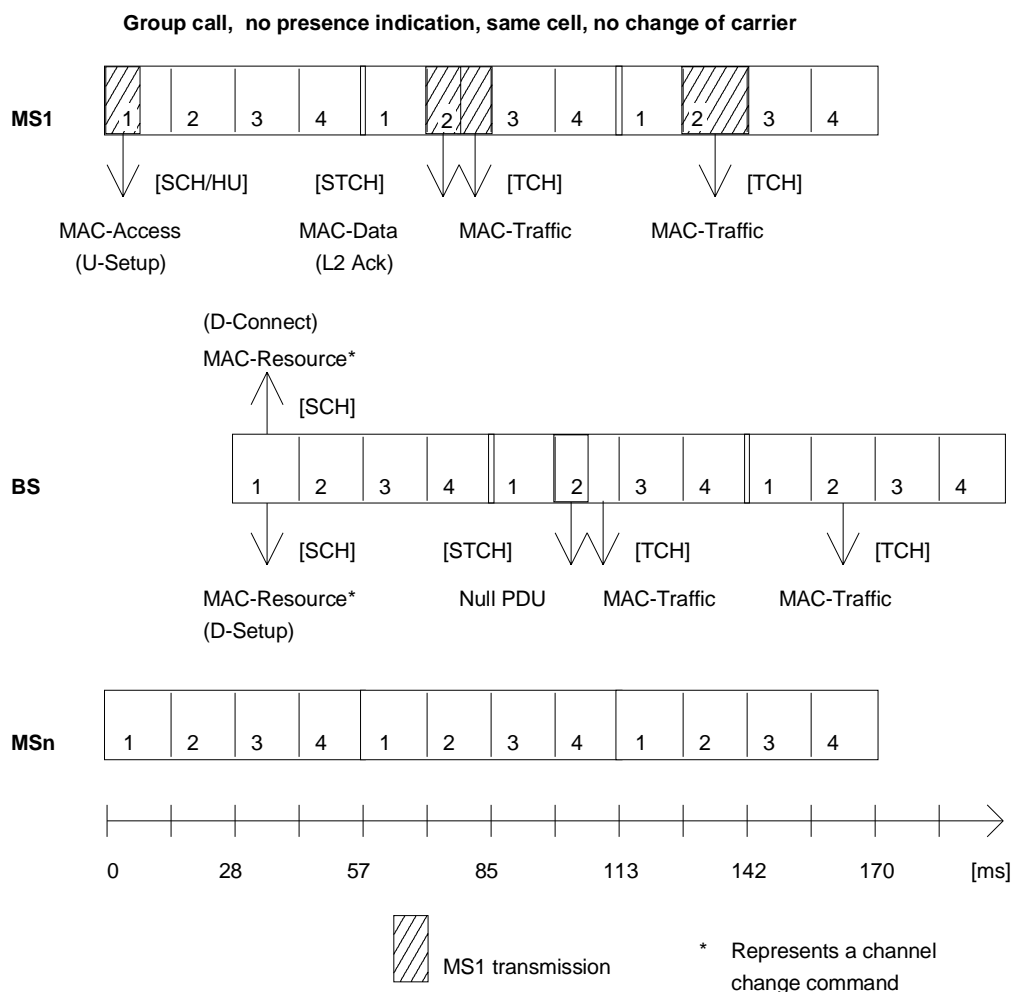 Group call, no presence indication, same cell, no change of carrier
MS1
1 2 3 4 1 2 3 4 1 2 3 4
[SCH/HU] [STCH] [TCH] [TCH]
MAC-Access MAC-Data MAC-Traffic MAC-Traffic
(U-Setup) (L2 Ack)
(D-Connect)
MAC-Resource*
[SCH]
BS
1 2 3 4 1 2 3 4 1 2 3 4
[SCH] [STCH] [TCH] [TCH]
MAC-Resource* Null PDU MAC-Traffic MAC-Traffic
(D-Setup)
MSn
1 2 3 4 1 2 3 4 1 2 3 4
0 28 57 85 113 142 170 [ms]
MS1 transmission
* Represents a channel
change command